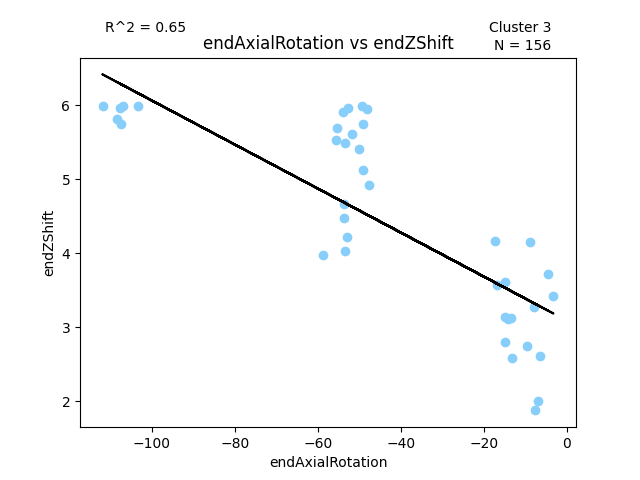 R^2 = 0.65
Cluster 3
N = 156
endAxialRotation vs endZShift
6
5
4
3
2
endZShift
−100
−80
−60
−40
−20
0
endAxialRotation